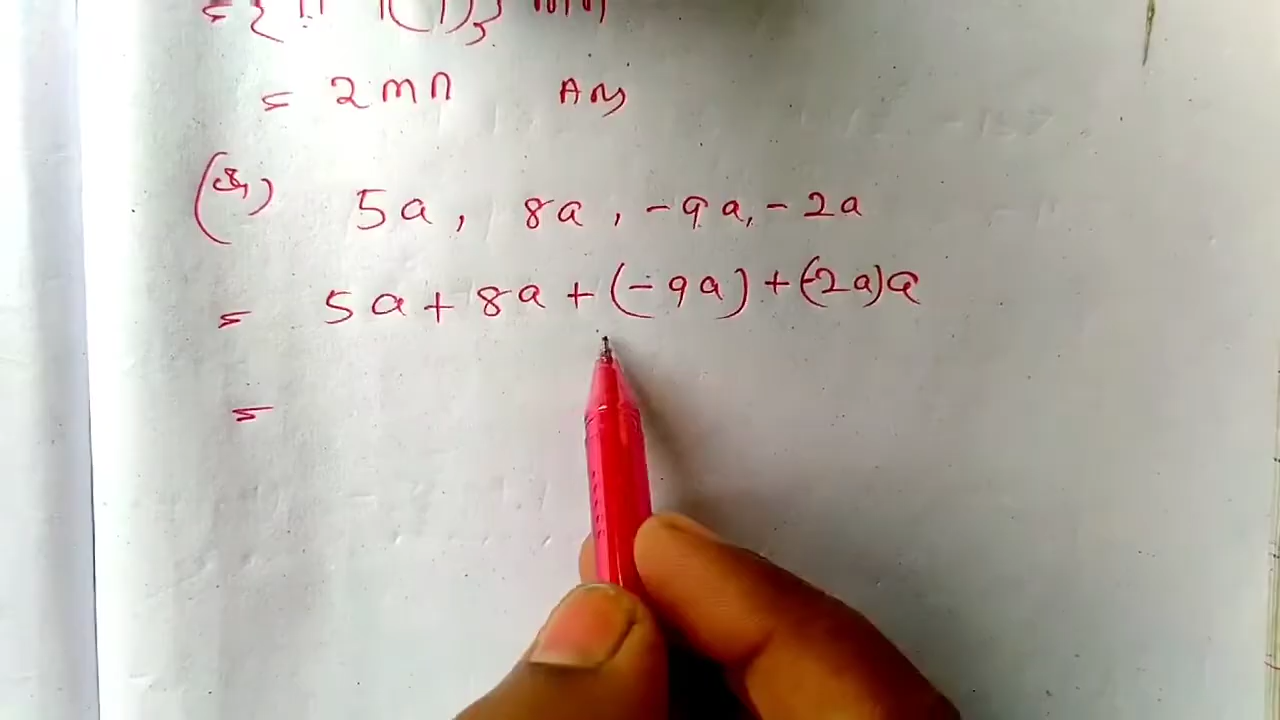 = 2mn Ans
5a, 8a, -9a, -2a
= 5a + 8a + (-9a) + (-2a)a
=